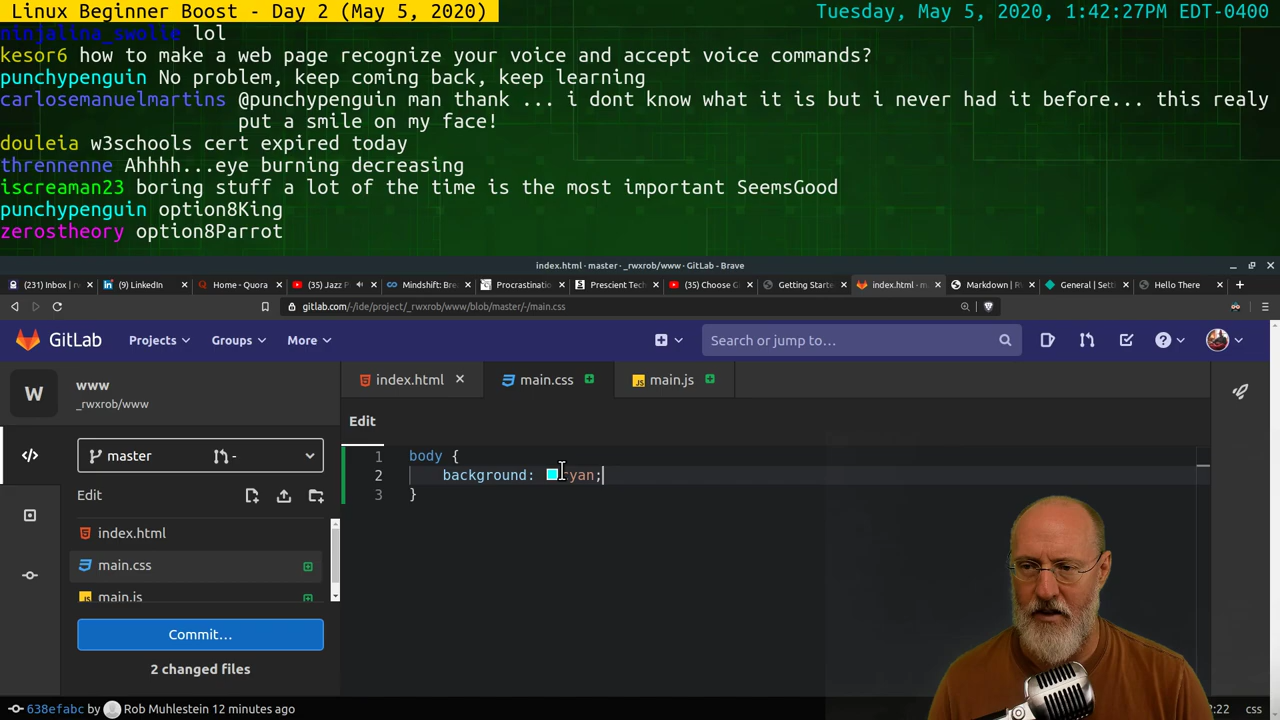 Linux Beginner Boost - Day 2 (May 5, 2020)
Tuesday, May 5, 2020, 1:42:27PM EDT-0400
ninjalina_swolie lol
kesor6 how to make a web page recognize your voice and accept voice commands?
punchypenguin No problem, keep coming back, keep learning
carlosemanuelmartins @punchypenguin man thank ... i dont know what it is but i never had it before... this realy
put a smile on my face!
douleia w3schools cert expired today
thrennenne Ahhhh...eye burning decreasing
iscreaman23 boring stuff a lot of the time is the most important SeemsGood
punchypenguin option8King
zerostheory option8Parrot
index.html · master · _rwxrob/www · GitLab - Brave
(231) Inbox | r
(9) LinkedIn
Home - Quora
(35) Jazz P
Mindshift: Break
Procrastination
Prescient Tech
(35) Choose G
Getting Starte
index.html · m
Markdown | R
General | Setti
Hello There
gitlab.com/-/ide/project/_rwxrob/www/blob/master/-/main.css
GitLab
Projects
Groups
More
Search or jump to...
W
www
_rwxrob/www
index.html
main.css
main.js
Edit
master
-
Edit
index.html
main.css
main.js
Commit...
2 changed files
1 body {
2 background: yan;
3 }
638efabc by Rob Muhlestein 12 minutes ago
:22 css